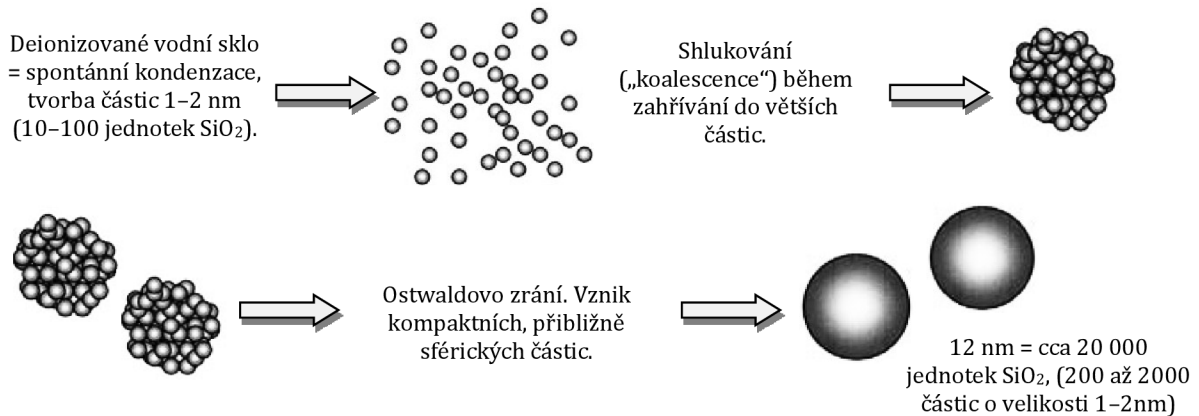 Deionizované vodní sklo
= spontánní kondenzace,
tvorba částic 1–2 nm
(10–100 jednotek SiO₂).
Shlukování
(„koalescence“) během
zahřívání do větších
částic.
Ostwaldovo zrání. Vznik
kompaktních, přibližně
sférických částic.
12 nm = cca 20 000
jednotek SiO₂, (200 až 2000
částic o velikosti 1–2nm)